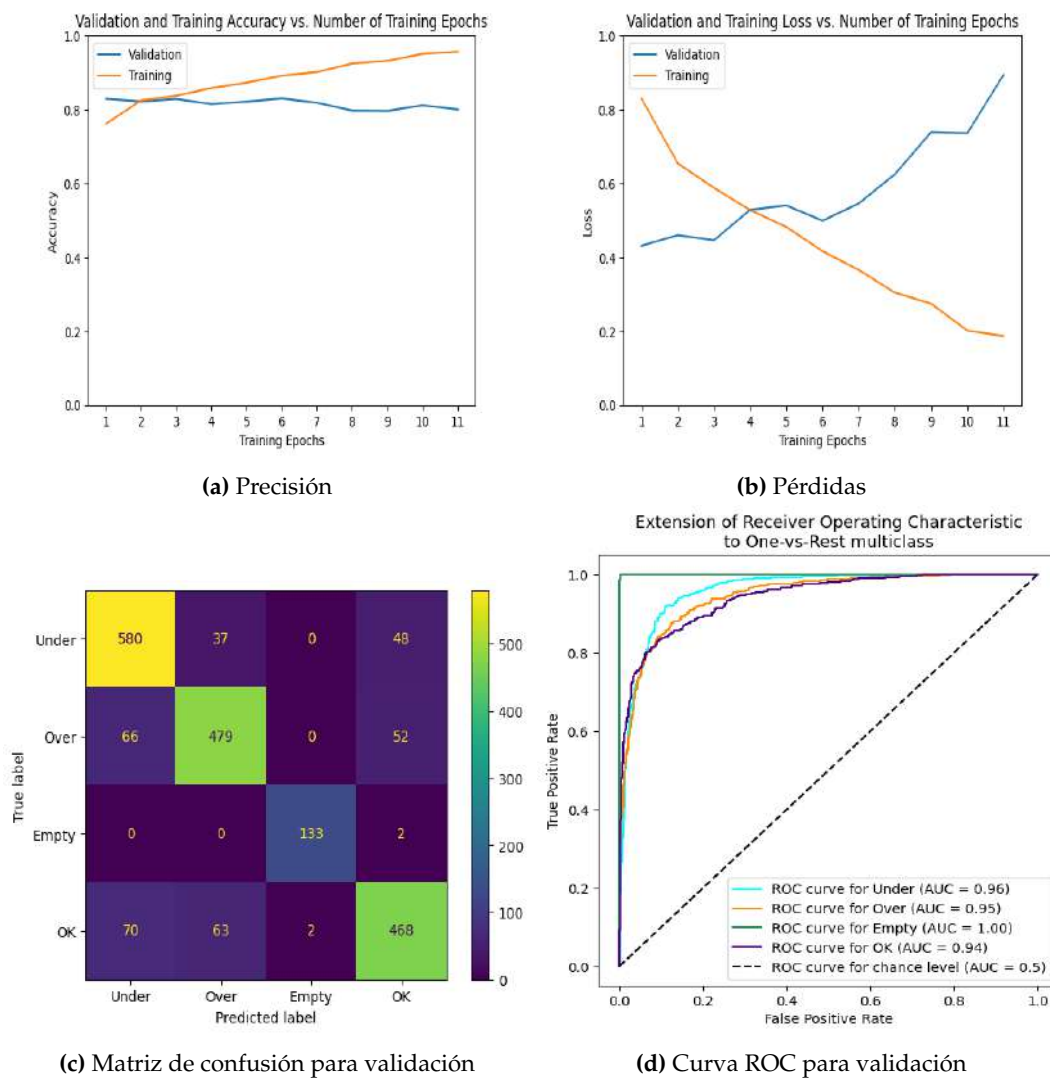 Validation and Training Accuracy vs. Number of Training Epochs
1.0
0.8
0.6
0.4
0.2
0.0
Accuracy
Validation
Training
1 2 3 4 5 6 7 8 9 10 11
Training Epochs
(a) Precisión
Validation and Training Loss vs. Number of Training Epochs
1.0
0.8
0.6
0.4
0.2
0.0
Loss
Validation
Training
1 2 3 4 5 6 7 8 9 10 11
Training Epochs
(b) Pérdidas
True label
Under 580 37 0 48
Over 66 479 0 52
Empty 0 0 133 2
OK 70 63 2 468
Under Over Empty OK
Predicted label
500
400
300
200
100
0
(c) Matriz de confusión para validación
Extension of Receiver Operating Characteristic
to One-vs-Rest multiclass
True Positive Rate
1.0
0.8
0.6
0.4
0.2
0.0
ROC curve for Under (AUC = 0.96)
ROC curve for Over (AUC = 0.95)
ROC curve for Empty (AUC = 1.00)
ROC curve for OK (AUC = 0.94)
ROC curve for chance level (AUC = 0.5)
0.0 0.2 0.4 0.6 0.8 1.0
False Positive Rate
(d) Curva ROC para validación